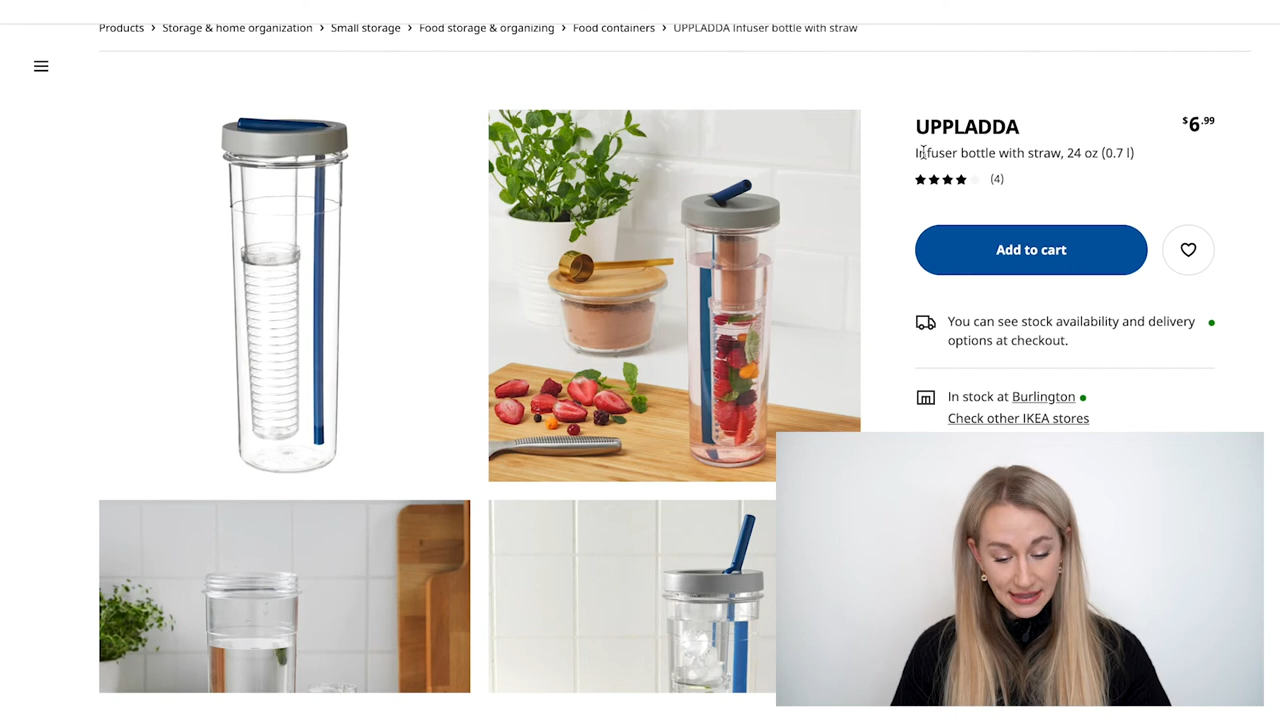 Products > Storage & home organization > Small storage > Food storage & organizing > Food containers > UPPLADDA Infuser bottle with straw
UPPLADDA
$6.99
Infuser bottle with straw, 24 oz (0.7 l)
(4)
Add to cart
You can see stock availability and delivery
options at checkout.
In stock at Burlington
Check other IKEA stores